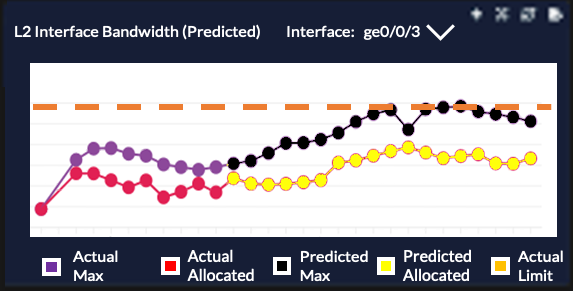 L2 Interface Bandwidth (Predicted) Interface: ge0/0/3
Actual Max
Actual Allocated
Predicted Max
Predicted Allocated
Actual Limit